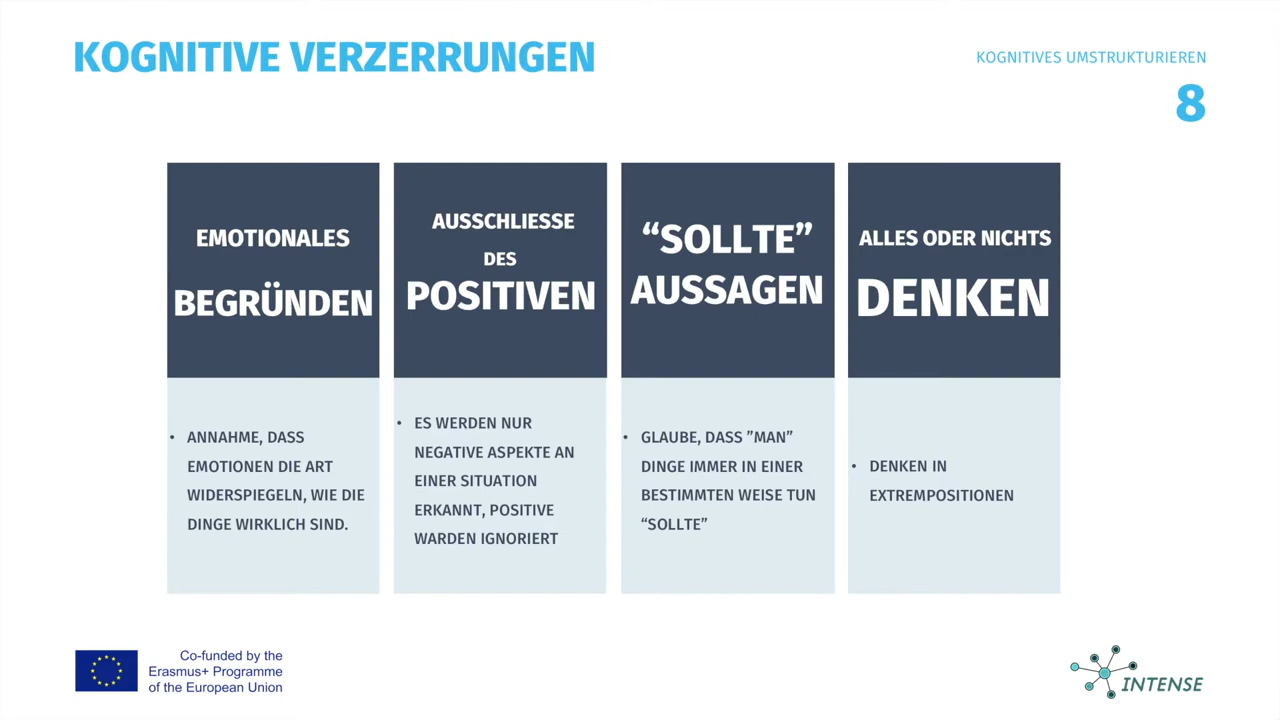 KOGNITIVE VERZERRUNGEN
KOGNITIVES UMSTRUKTURIEREN
8
EMOTIONALES
BEGRÜNDEN
AUSSCHLIESSE
DES
POSITIVEN
“SOLLTE”
AUSSAGEN
ALLES ODER NICHTS
DENKEN
• ANNAHME, DASS
EMOTIONEN DIE ART
WIDERSPIEGELN, WIE DIE
DINGE WIRKLICH SIND.
• ES WERDEN NUR
NEGATIVE ASPEKTE AN
EINER SITUATION
ERKANNT, POSITIVE
WARDEN IGNORIERT
• GLAUBE, DASS ”MAN”
DINGE IMMER IN EINER
BESTIMMTEN WEISE TUN
“SOLLTE”
• DENKEN IN
EXTREMPOSITIONEN
Co-funded by the
Erasmus+ Programme
of the European Union
INTENSE